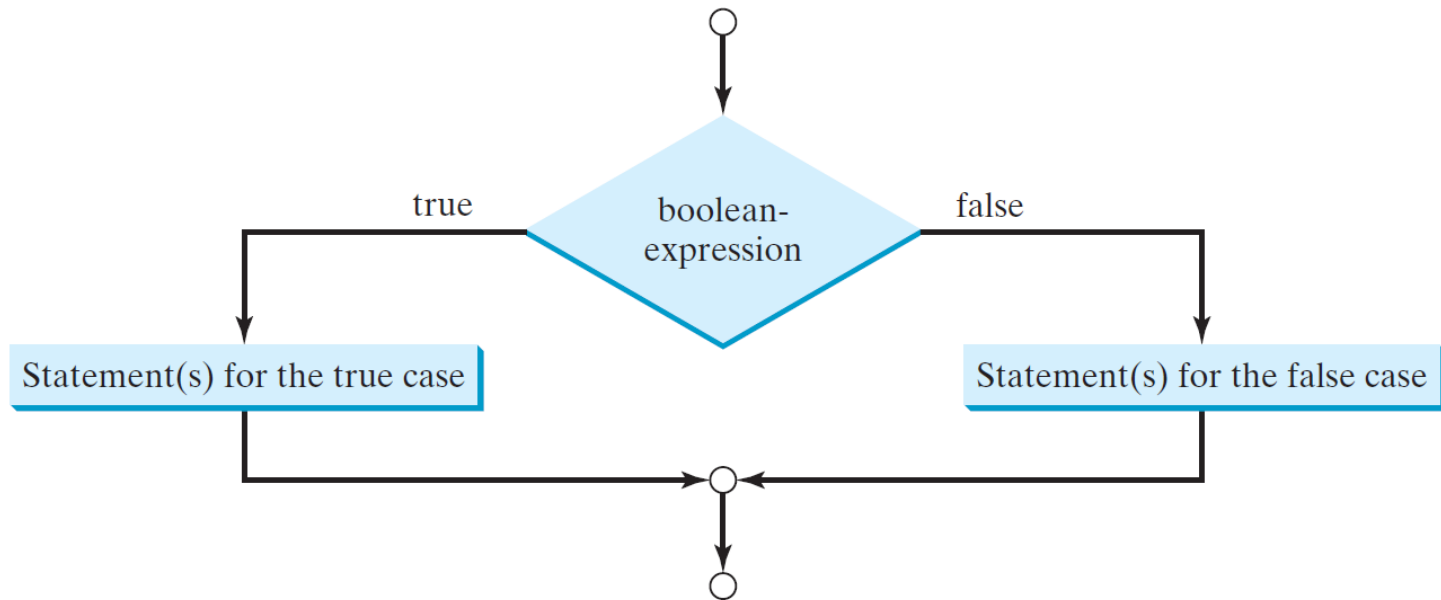 true
boolean-
expression
false
Statement(s) for the true case
Statement(s) for the false case